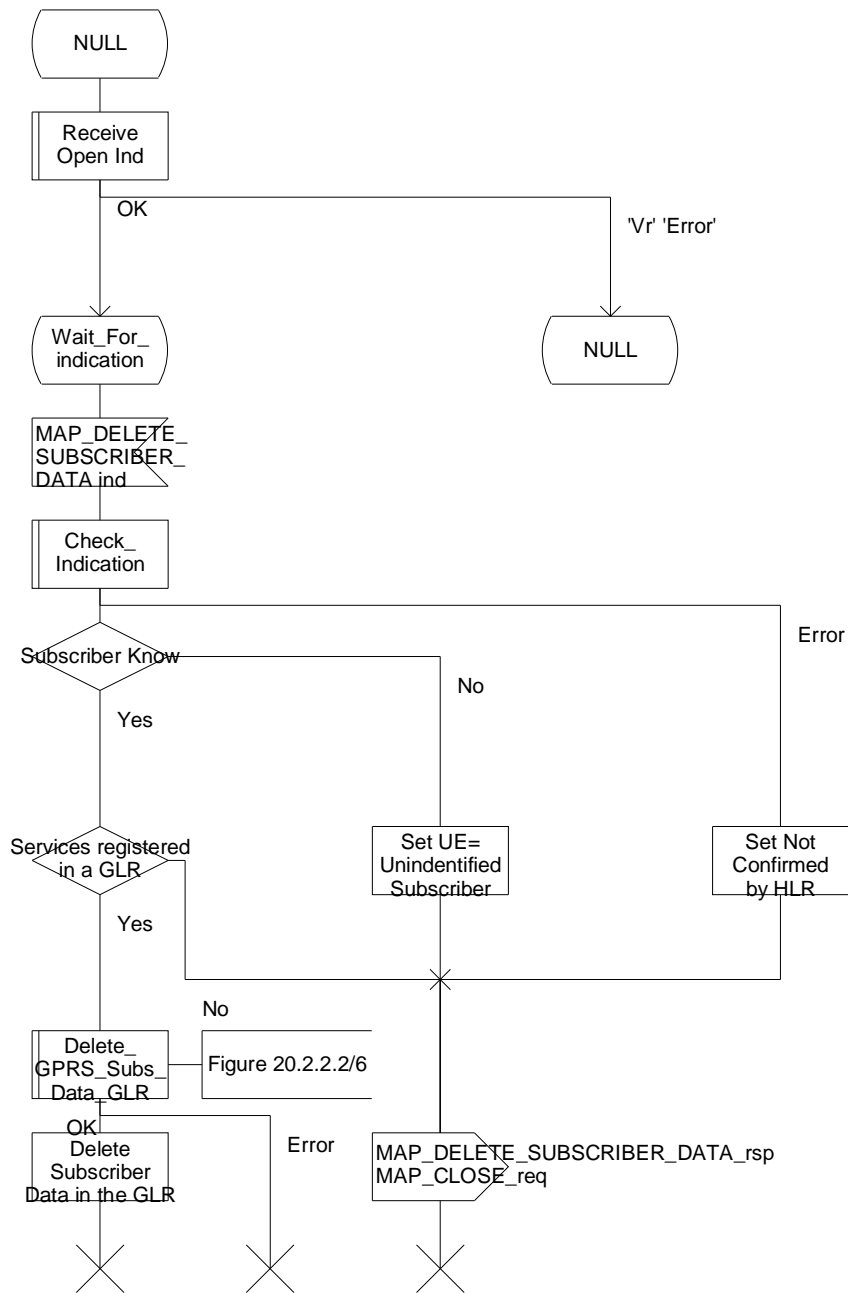 NULL
Receive
Open Ind
OK
'Vr' 'Error'
Wait_For_
indication
NULL
MAP_DELETE_
SUBSCRIBER_
DATA ind
Check_
Indication
Error
Subscriber Know
No
Yes
Services registered
in a GLR
Set UE=
Unindentified
Subscriber
Set Not
Confirmed
by HLR
Yes
No
Delete_
GPRS_Subs_
Data_GLR
Figure 20.2.2.2/6
OK
Error
Delete
Subscriber
Data in the GLR
MAP_DELETE_SUBSCRIBER_DATA_rsp
MAP_CLOSE_req